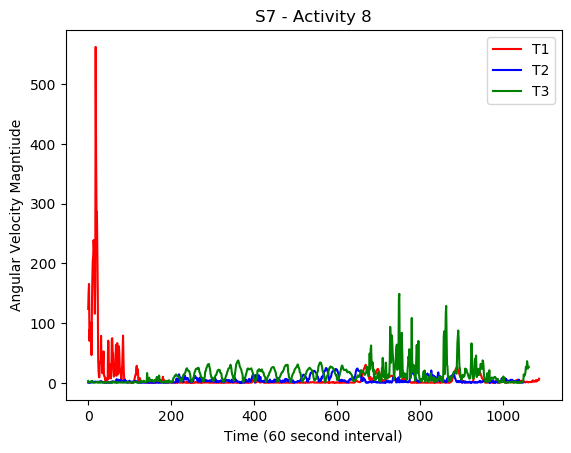 S7 - Activity 8
T1
T2
T3
Angular Velocity Magntiude
500
400
300
200
100
0
0
200
400
600
800
1000
Time (60 second interval)